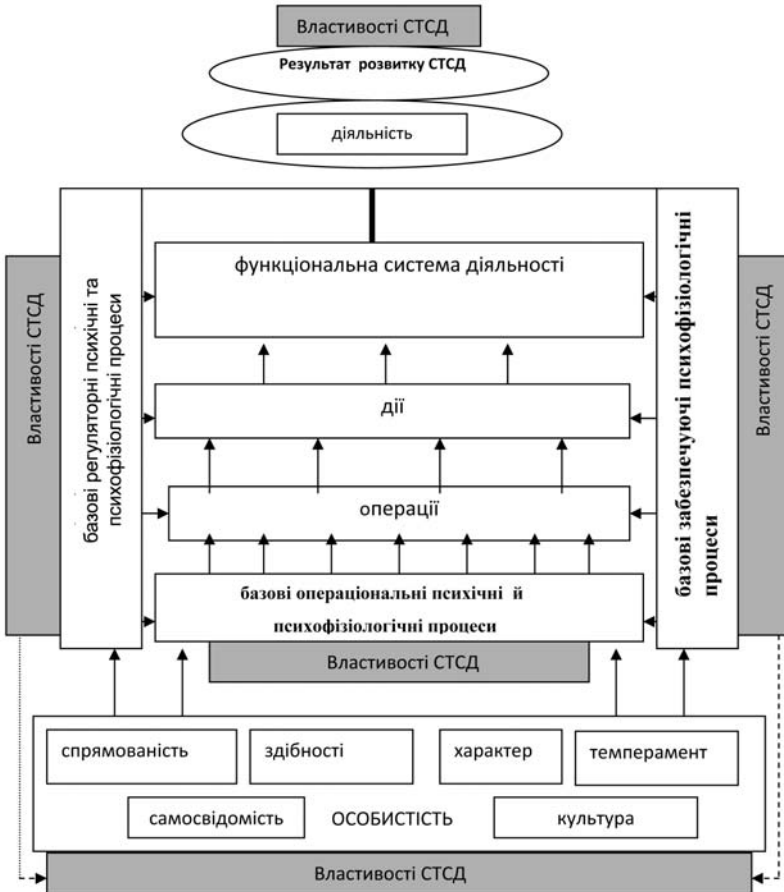 Властивості СТСД
Результат розвитку СТСД
діяльність
Властивості СТСД
базові регуляторні психічні та
психофізіологічні процеси
функціональна система діяльності
дії
операції
базові операціональні психічні й
психофізіологічні процеси
базові забезпечуючі психофізіологічні
процеси
Властивості СТСД
Властивості СТСД
спрямованість
здібності
характер
темперамент
самосвідомість
ОСОБИСТІСТЬ
культура
Властивості СТСД